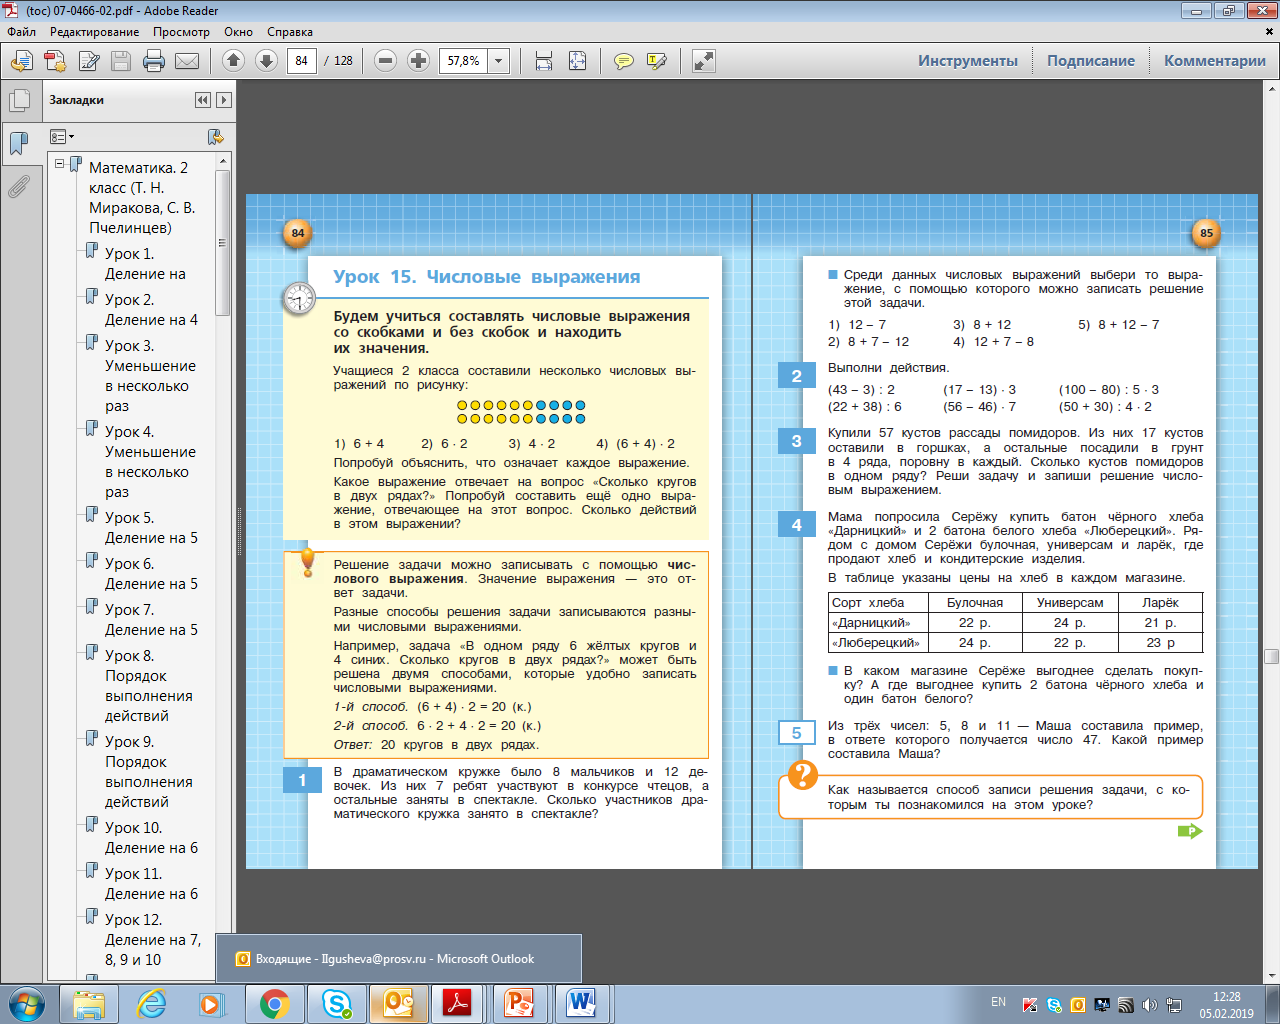 (toc) 07-0466-02.pdf - Adobe Reader
Файл Редактирование Просмотр Окно Справка
84 / 128 57,8% Инструменты Подписание Комментарии
Закладки
Математика. 2
класс (Т. Н.
Миракова, С. В.
Пчелинцев)
Урок 1.
Деление на
Урок 2.
Деление на 4
Урок 3.
Уменьшение
в несколько
раз
Урок 4.
Уменьшение
в несколько
раз
Урок 5.
Деление на 5
Урок 6.
Деление на 5
Урок 7.
Деление на 5
Урок 8.
Порядок
выполнения
действий
Урок 9.
Порядок
выполнения
действий
Урок 10.
Деление на 6
Урок 11.
Деление на 6
Урок 12.
Деление на 7,
8, 9 и 10
84
Урок 15. Числовые выражения
Будем учиться составлять числовые выражения
со скобками и без скобок и находить
их значения.
Учащиеся 2 класса составили несколько числовых вы-
ражений по рисунку:
1) 6 + 4 2) 6 · 2 3) 4 · 2 4) (6 + 4) · 2
Попробуй объяснить, что означает каждое выражение.
Какое выражение отвечает на вопрос «Сколько кругов
в двух рядах?» Попробуй составить ещё одно выра-
жение, отвечающее на этот вопрос. Сколько действий
в этом выражении?
Решение задачи можно записывать с помощью чис-
лового выражения. Значение выражения — это от-
вет задачи.
Разные способы решения задачи записываются разны-
ми числовыми выражениями.
Например, задача «В одном ряду 6 жёлтых кругов и
4 синих. Сколько кругов в двух рядах?» может быть
решена двумя способами, которые удобно записать
числовыми выражениями.
1-й способ. (6 + 4) · 2 = 20 (к.)
2-й способ. 6 · 2 + 4 · 2 = 20 (к.)
Ответ: 20 кругов в двух рядах.
1
В драматическом кружке было 8 мальчиков и 12 де-
вочек. Из них 7 ребят участвуют в конкурсе чтецов, а
остальные заняты в спектакле. Сколько участников дра-
матического кружка занято в спектакле?
85
Среди данных числовых выражений выбери то выра-
жение, с помощью которого можно записать решение
этой задачи.
1) 12 – 7 3) 8 + 12 5) 8 + 12 – 7
2) 8 + 7 – 12 4) 12 + 7 – 8
2
Выполни действия.
(43 – 3) : 2 (17 – 13) · 3 (100 – 80) : 5 · 3
(22 + 38) : 6 (56 – 46) · 7 (50 + 30) : 4 · 2
3
Купили 57 кустов рассады помидоров. Из них 17 кустов
оставили в горшках, а остальные посадили в грунт
в 4 ряда, поровну в каждый. Сколько кустов помидоров
в одном ряду? Реши задачу и запиши решение число-
вым выражением.
4
Мама попросила Серёжу купить батон чёрного хлеба
«Дарницкий» и 2 батона белого хлеба «Люберецкий». Ря-
дом с домом Серёжи булочная, универсам и ларёк, где
продают хлеб и кондитерские изделия.
В таблице указаны цены на хлеб в каждом магазине.
Сорт хлеба Булочная Универсам Ларёк
«Дарницкий» 22 р. 24 р. 21 р.
«Люберецкий» 24 р. 22 р. 23 р
В каком магазине Серёже выгоднее сделать покуп-
ку? А где выгоднее купить 2 батона чёрного хлеба и
один батон белого?
5
Из трёх чисел: 5, 8 и 11 — Маша составила пример,
в ответе которого получается число 47. Какой пример
составила Маша?
?
Как называется способ записи решения задачи, с ко-
торым ты познакомился на этом уроке?
Р
Входящие - IIgusheva@prosv.ru - Microsoft Outlook
EN
12:28
05.02.2019